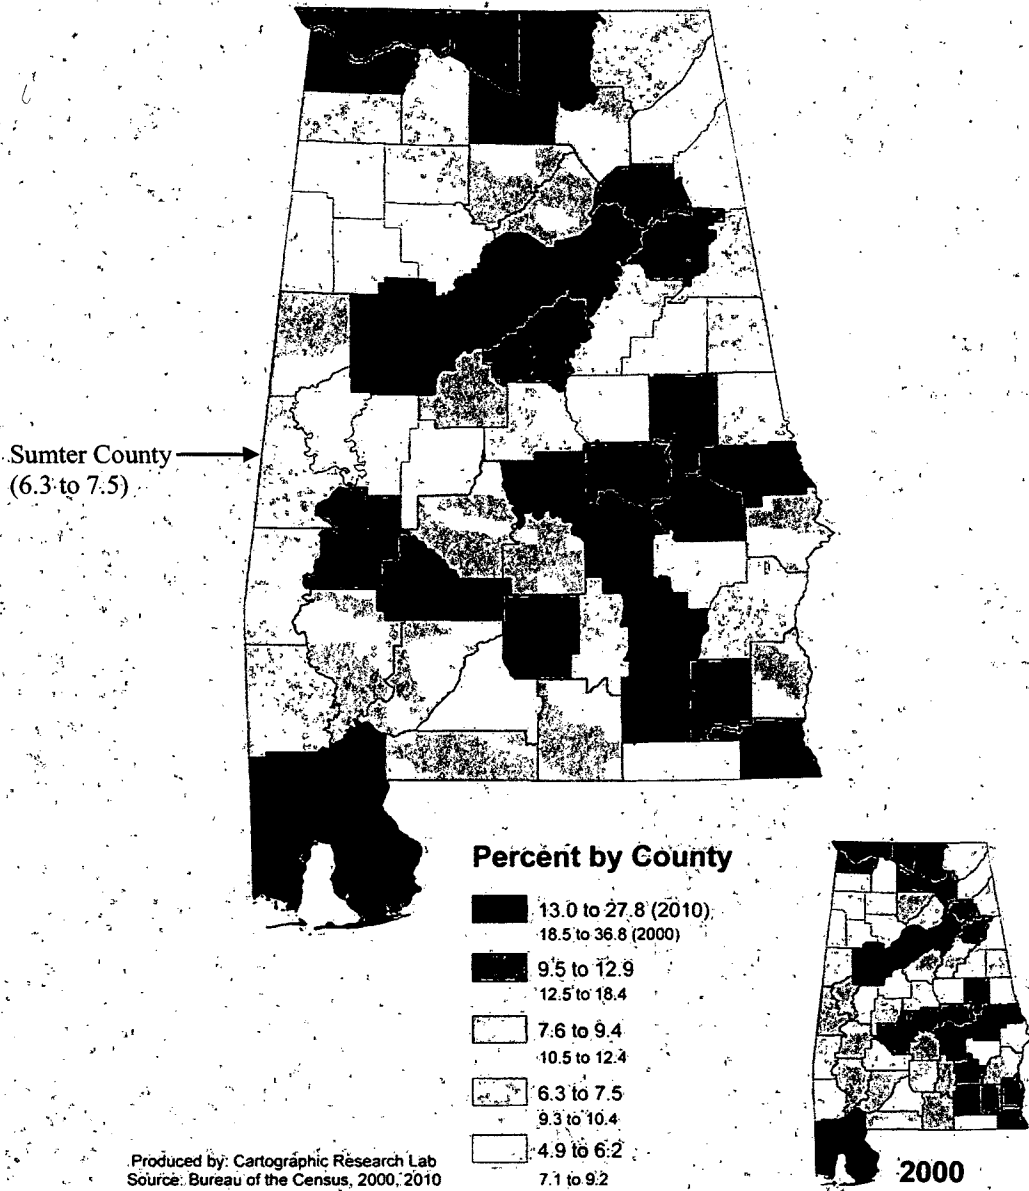 Sumter County
(6.3 to 7.5)
Percent by County
13.0 to 27.8 (2010)
18.5 to 36.8 (2000)
9.5 to 12.9
12.5 to 18.4
7.6 to 9.4
10.5 to 12.4
6.3 to 7.5
9.3 to 10.4
4.9 to 6.2
7.1 to 9.2
Produced by: Cartographic Research Lab
Source: Bureau of the Census, 2000, 2010
2000